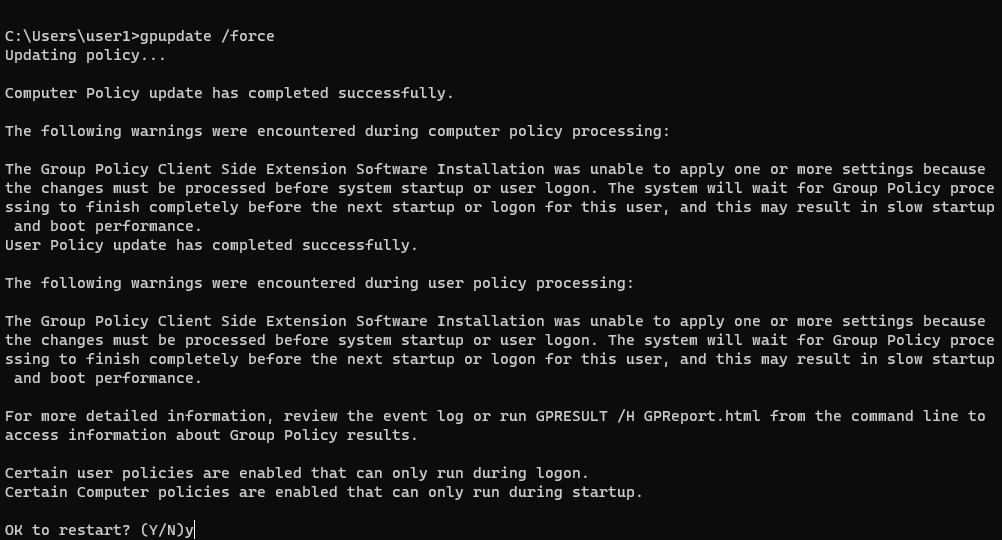 C:\Users\user1>gpupdate /force
Updating policy...
Computer Policy update has completed successfully.
The following warnings were encountered during computer policy processing:
The Group Policy Client Side Extension Software Installation was unable to apply one or more settings because
the changes must be processed before system startup or user logon. The system will wait for Group Policy proce
ssing to finish completely before the next startup or logon for this user, and this may result in slow startup
 and boot performance.
User Policy update has completed successfully.
The following warnings were encountered during user policy processing:
The Group Policy Client Side Extension Software Installation was unable to apply one or more settings because
the changes must be processed before system startup or user logon. The system will wait for Group Policy proce
ssing to finish completely before the next startup or logon for this user, and this may result in slow startup
 and boot performance.
For more detailed information, review the event log or run GPRESULT /H GPReport.html from the command line to
access information about Group Policy results.
Certain user policies are enabled that can only run during logon.
Certain Computer policies are enabled that can only run during startup.
OK to restart? (Y/N)y